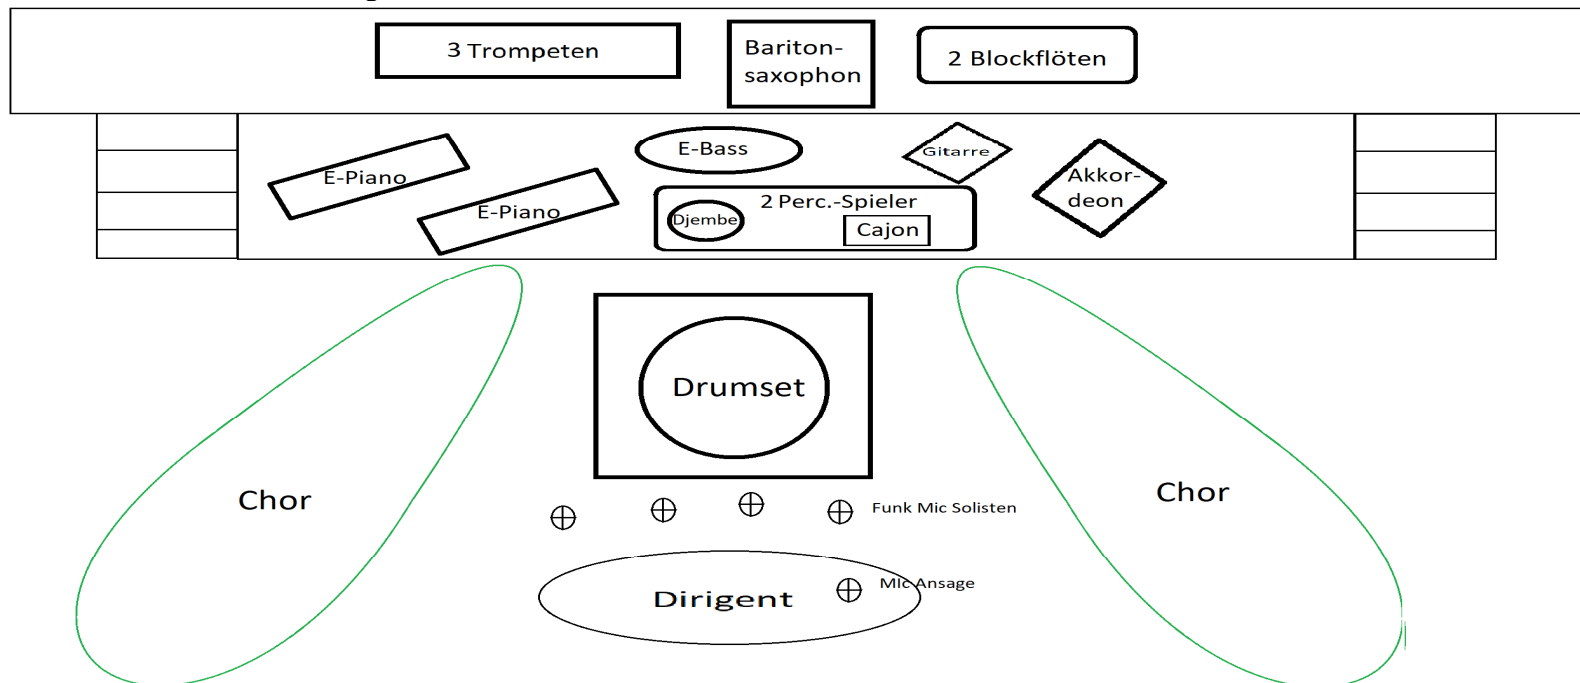 3 Trompeten
Bariton-
saxophon
2 Blockflöten
E-Bass
Gitarre
E-Piano
Akkor-
deon
E-Piano
2 Perc.-Spieler
Djembe
Cajon
Drumset
Chor
Chor
Funk Mic Solisten
MIc Ansage
Dirigent